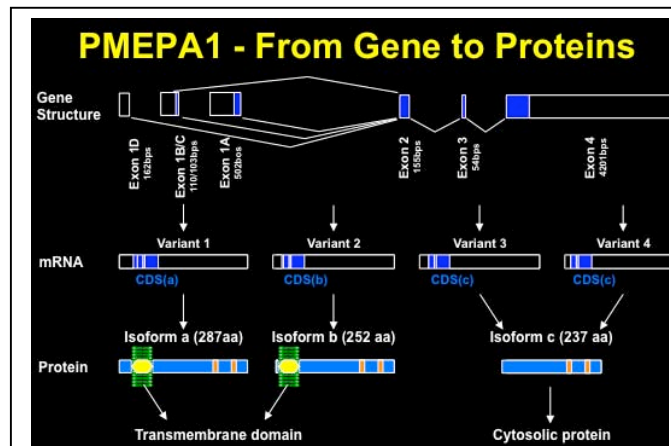 PMEPA1 - From Gene to Proteins
Gene
Structure
Exon 1D
162bps
Exon 1B/C
110/103bps
Exon 1A
502bos
Exon 2
155bps
Exon 3
54bps
Exon 4
4201bps
Variant 1
Variant 2
Variant 3
Variant 4
mRNA
CDS(a)
CDS(b)
CDS(c)
CDS(c)
Isoform a (287aa)
Isoform b (252 aa)
Isoform c (237 aa)
Protein
Transmembrane domain
Cytosolic protein